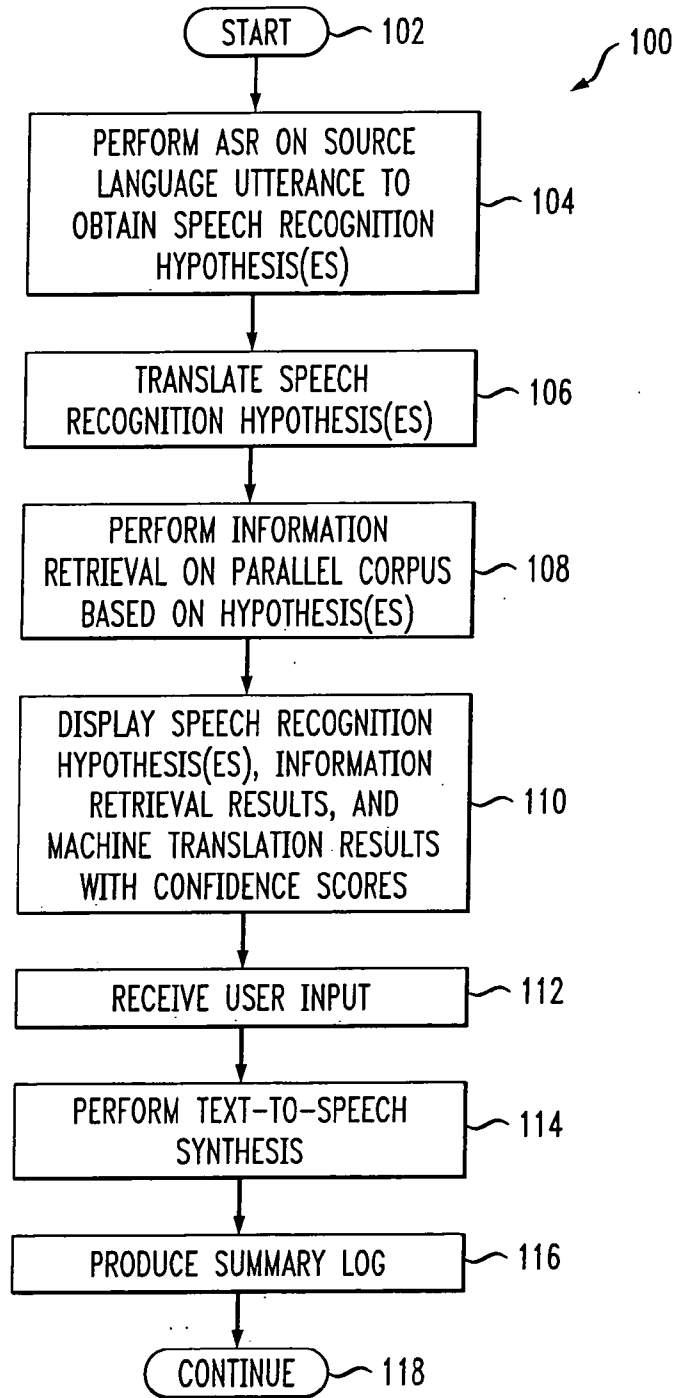 START 102
100
PERFORM ASR ON SOURCE
LANGUAGE UTTERANCE TO
OBTAIN SPEECH RECOGNITION
HYPOTHESIS(ES)
104
TRANSLATE SPEECH
RECOGNITION HYPOTHESIS(ES)
106
PERFORM INFORMATION
RETRIEVAL ON PARALLEL CORPUS
BASED ON HYPOTHESIS(ES)
108
DISPLAY SPEECH RECOGNITION
HYPOTHESIS(ES), INFORMATION
RETRIEVAL RESULTS, AND
MACHINE TRANSLATION RESULTS
WITH CONFIDENCE SCORES
110
RECEIVE USER INPUT
112
PERFORM TEXT-TO-SPEECH
SYNTHESIS
114
PRODUCE SUMMARY LOG
116
CONTINUE
118